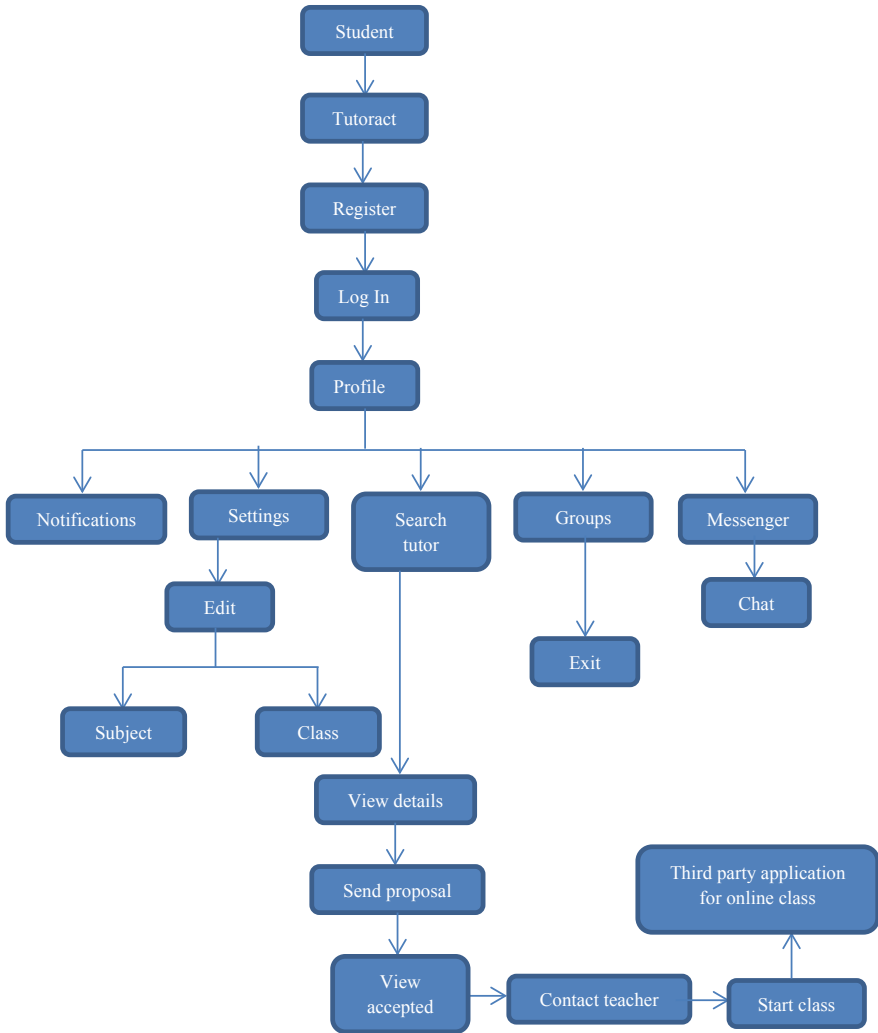 Student
Tutoract
Register
Log In
Profile
Notifications
Settings
Search
tutor
Groups
Messenger
Edit
Chat
Exit
Subject
Class
View details
Send proposal
Third party application
for online class
View
accepted
Contact teacher
Start class